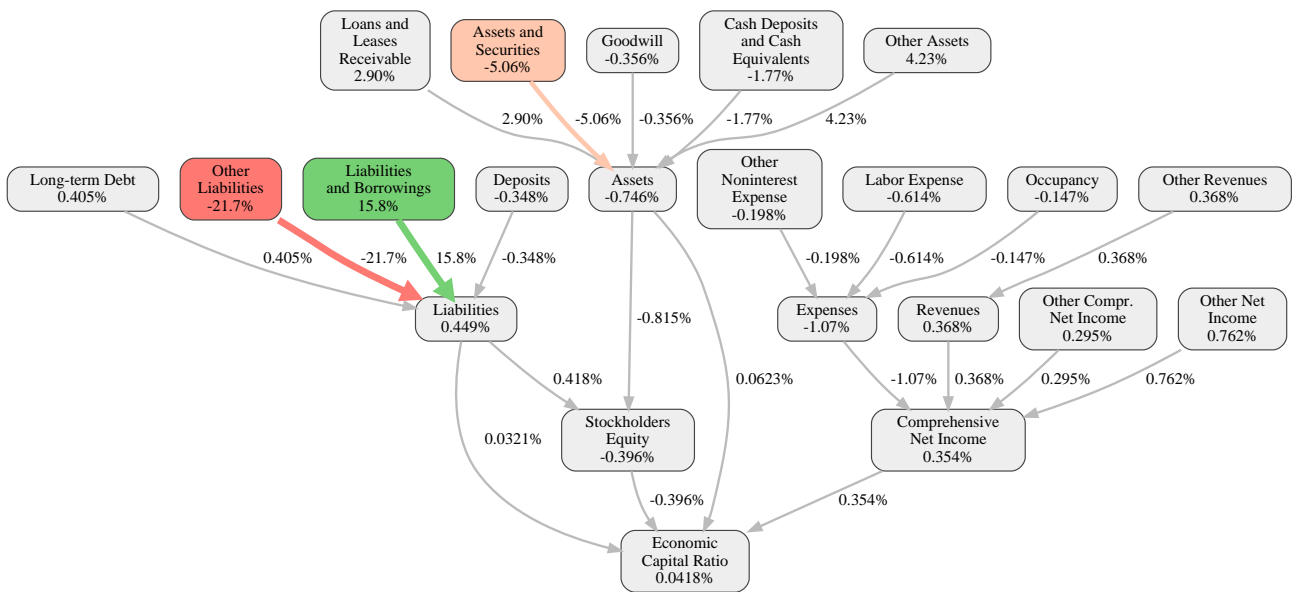 Loans and
Leases
Receivable
2.90%
Assets and
Securities
-5.06%
Goodwill
-0.356%
Cash Deposits
and Cash
Equivalents
-1.77%
Other Assets
4.23%
2.90%
-5.06%
-0.356%
-1.77%
4.23%
Long-term Debt
0.405%
Other
Liabilities
-21.7%
Liabilities
and Borrowings
15.8%
Deposits
-0.348%
Assets
-0.746%
Other
Noninterest
Expense
-0.198%
Labor Expense
-0.614%
Occupancy
-0.147%
Other Revenues
0.368%
0.405%
-21.7%
15.8%
-0.348%
-0.198%
-0.614%
-0.147%
0.368%
Liabilities
0.449%
-0.815%
Expenses
-1.07%
Revenues
0.368%
Other Compr.
Net Income
0.295%
Other Net
Income
0.762%
0.418%
0.0623%
-1.07%
0.368%
0.295%
0.762%
0.0321%
Stockholders
Equity
-0.396%
Comprehensive
Net Income
0.354%
-0.396%
0.354%
Economic
Capital Ratio
0.0418%